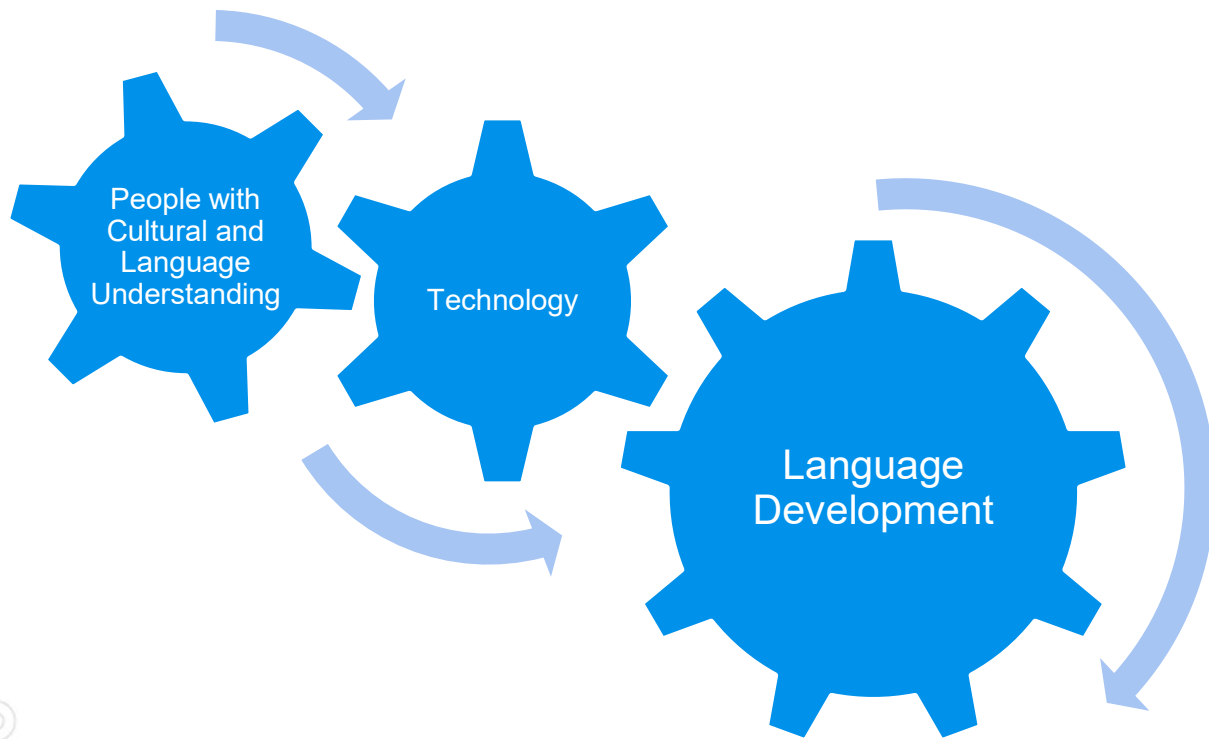 People with
Cultural and
Language
Understanding
Technology
Language
Development